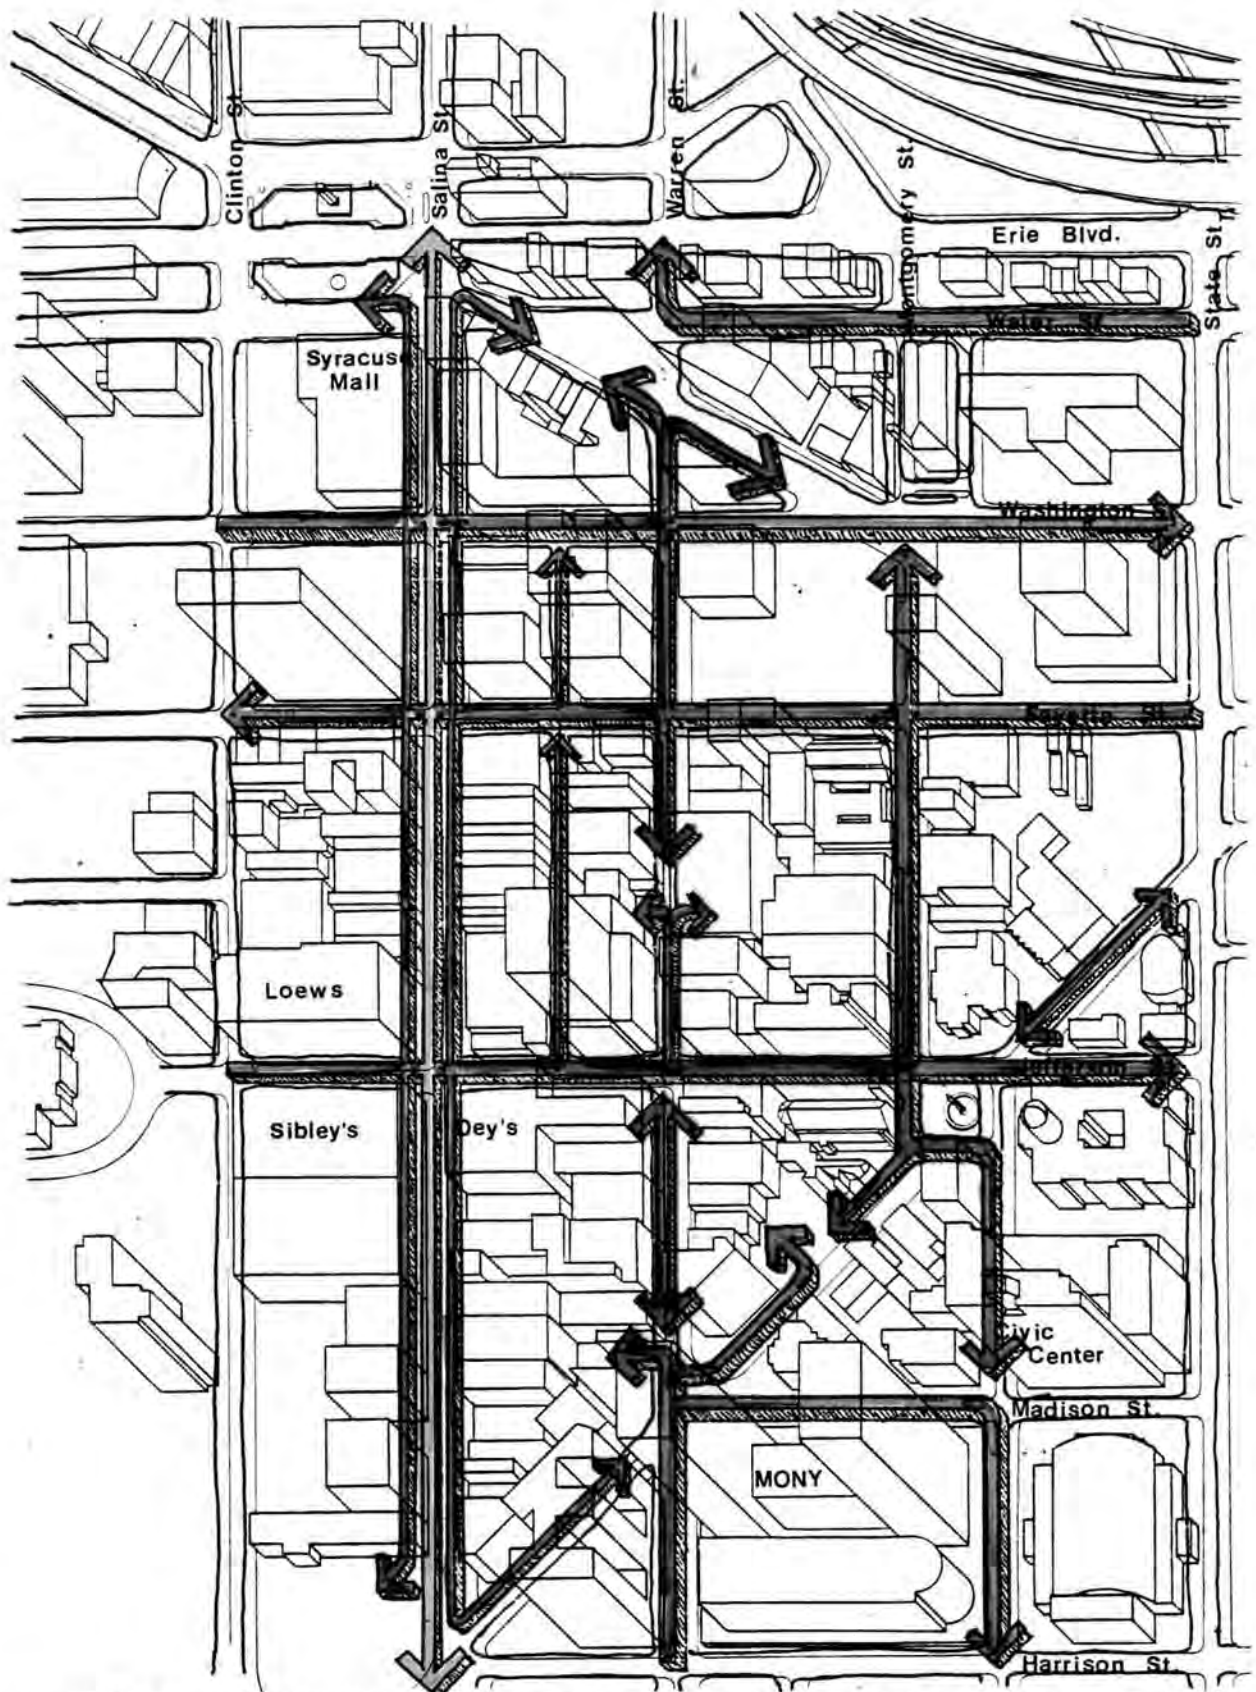 Clinton St.
Salina St.
Warren St.
Montgomery St.
State St.
Erie Blvd.
Water St.
Syracuse
Mall
Washington
Fayette St.
Loews
Jefferson
Sibley's
Dey's
Civic
Center
Madison St.
MONY
Harrison St.